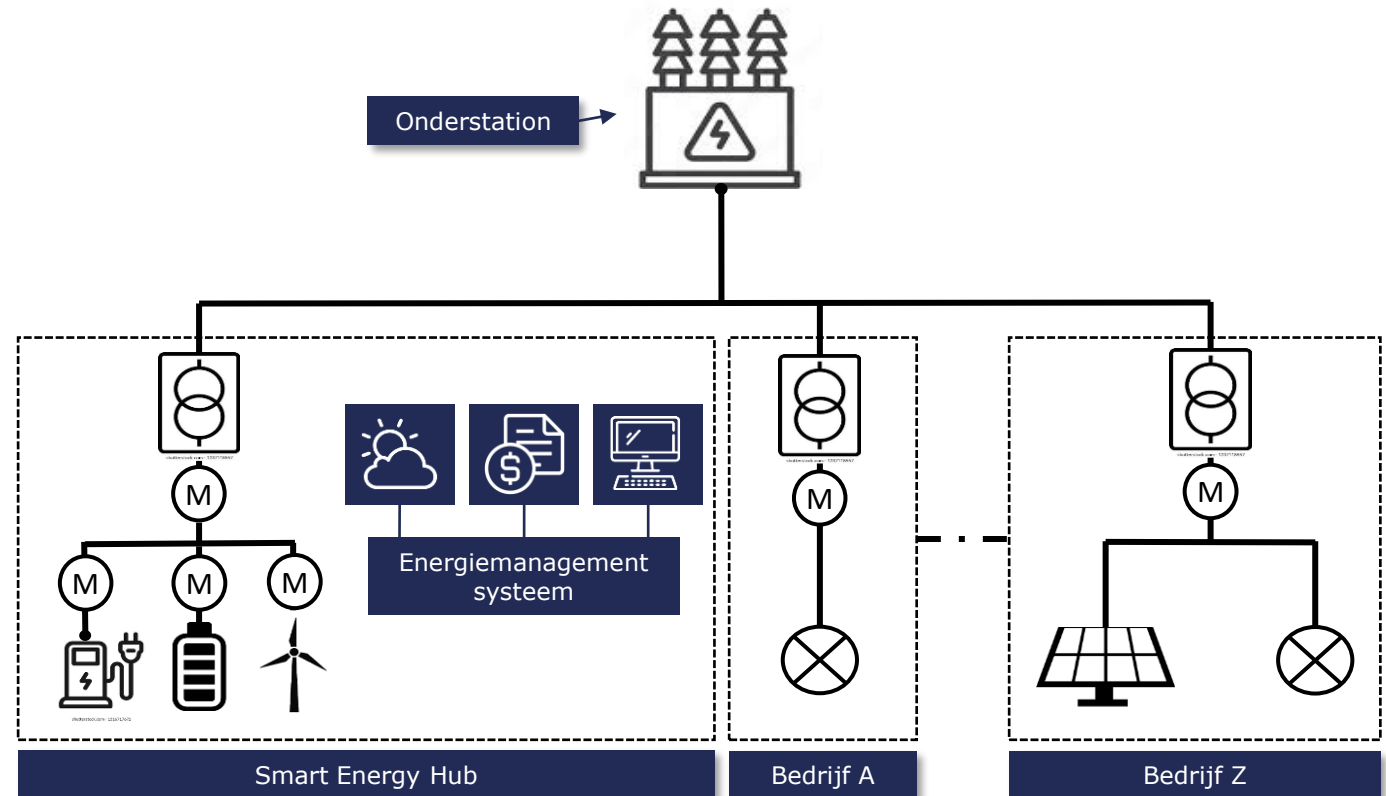 Onderstation
M
M
M
M
M
M
$
Energiemanagement
systeem
Smart Energy Hub
Bedrijf A
Bedrijf Z